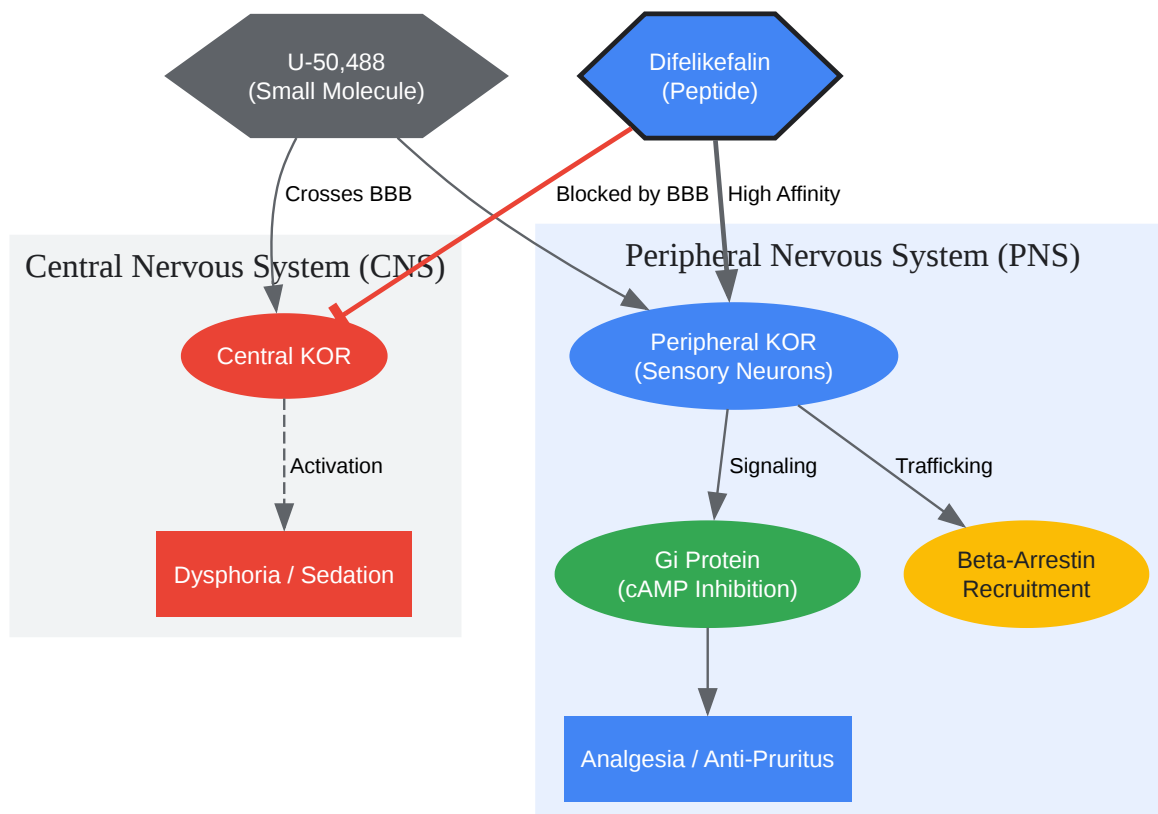 U-50,488
(Small Molecule)
Difelikefalin
(Peptide)
Crosses BBB
Blocked by BBB
High Affinity
Central Nervous System (CNS)
Peripheral Nervous System (PNS)
Central KOR
Peripheral KOR
(Sensory Neurons)
Activation
Signaling
Trafficking
Dysphoria / Sedation
Gi Protein
(cAMP Inhibition)
Beta-Arrestin
Recruitment
Analgesia / Anti-Pruritus